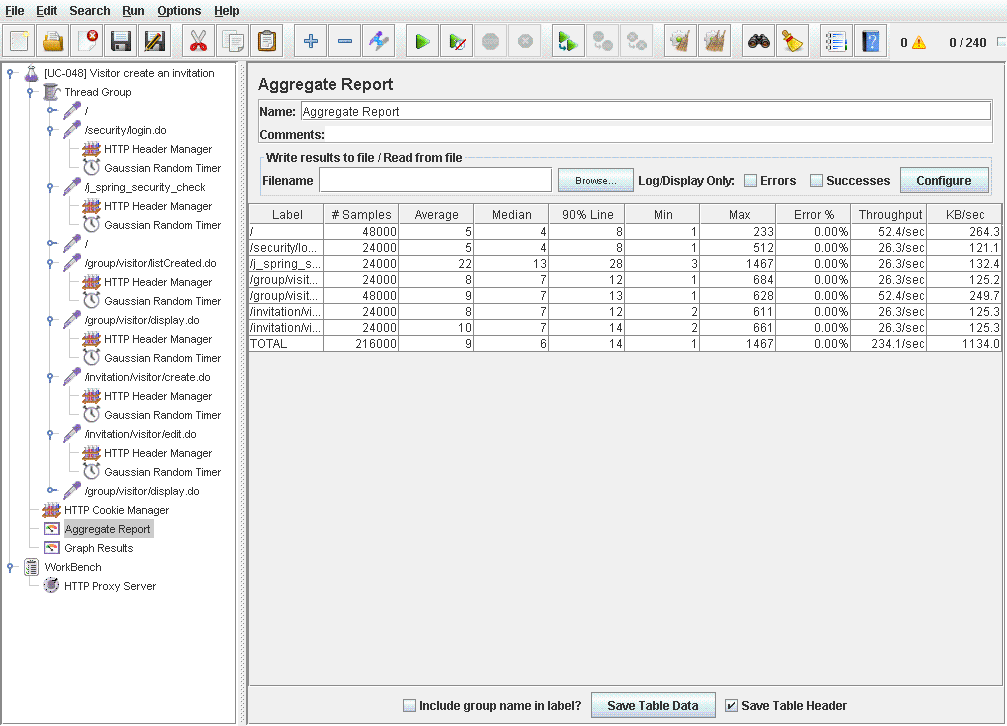 File Edit Search Run Options Help
0 0 / 240
[UC-048] Visitor create an invitation
Thread Group
/
/security/login.do
HTTP Header Manager
Gaussian Random Timer
/j_spring_security_check
HTTP Header Manager
Gaussian Random Timer
/
/group/visitor/listCreated.do
HTTP Header Manager
Gaussian Random Timer
/group/visitor/display.do
HTTP Header Manager
Gaussian Random Timer
/invitation/visitor/create.do
HTTP Header Manager
Gaussian Random Timer
/invitation/visitor/edit.do
HTTP Header Manager
Gaussian Random Timer
/group/visitor/display.do
HTTP Cookie Manager
Aggregate Report
Graph Results
WorkBench
HTTP Proxy Server
Aggregate Report
Name: Aggregate Report
Comments:
Write results to file / Read from file
Filename Browse... Log/Display Only: Errors Successes Configure
Label # Samples Average Median 90% Line Min Max Error % Throughput KB/sec
/ 48000 5 4 8 1 233 0.00% 52.4/sec 264.3
/security/lo... 24000 5 4 8 1 512 0.00% 26.3/sec 121.1
/j_spring_s... 24000 22 13 28 3 1467 0.00% 26.3/sec 132.4
/group/visit... 24000 8 7 12 1 684 0.00% 26.3/sec 125.2
/group/visit... 48000 9 7 13 1 628 0.00% 52.4/sec 249.7
/invitation/vi... 24000 8 7 12 2 611 0.00% 26.3/sec 125.3
/invitation/vi... 24000 10 7 14 2 661 0.00% 26.3/sec 125.3
TOTAL 216000 9 6 14 1 1467 0.00% 234.1/sec 1134.0
Include group name in label? Save Table Data Save Table Header